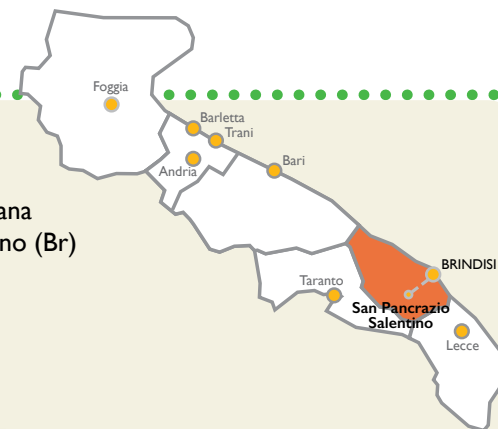 Foggia
Barletta
Trani
Andria
Bari
ana
no (Br)
BRINDISI
Taranto
San Pancrazio
Salentino
Lecce